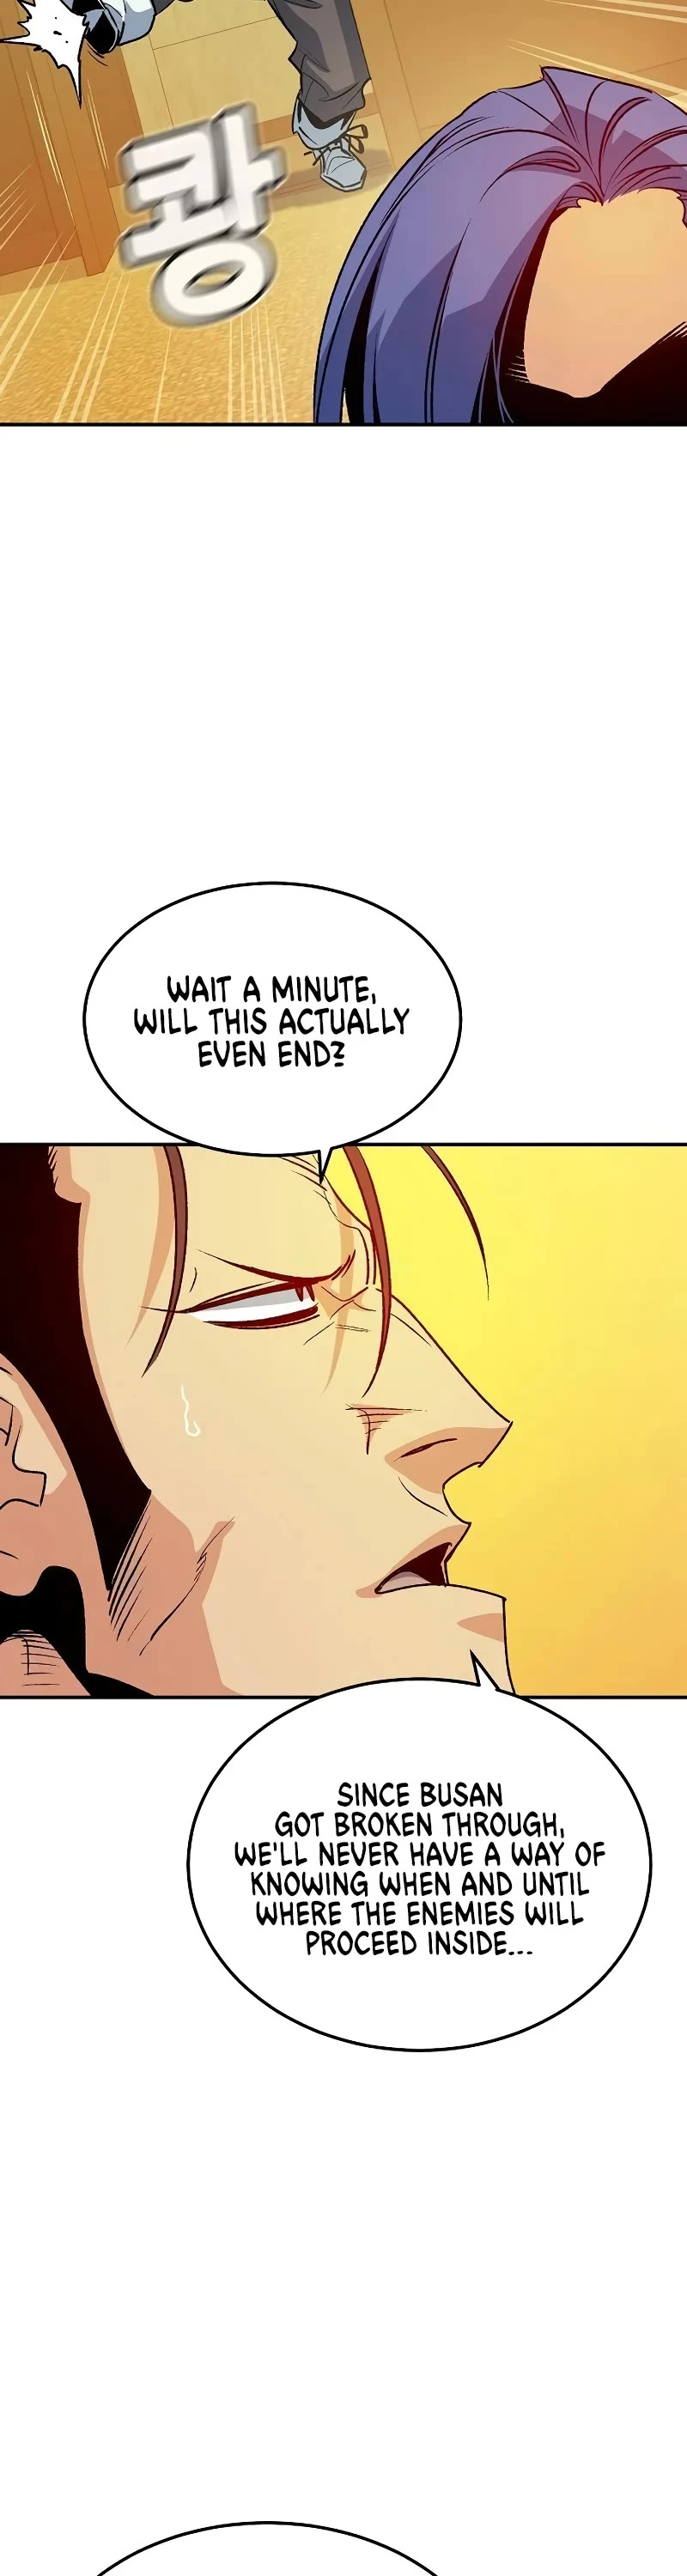 쾅
WAIT A MINUTE,
WILL THIS ACTUALLY
EVEN END?
SINCE BUSAN
GOT BROKEN THROUGH,
WE'LL NEVER HAVE A WAY OF
KNOWING WHEN AND UNTIL
WHERE THE ENEMIES WILL
PROCEED INSIDE...